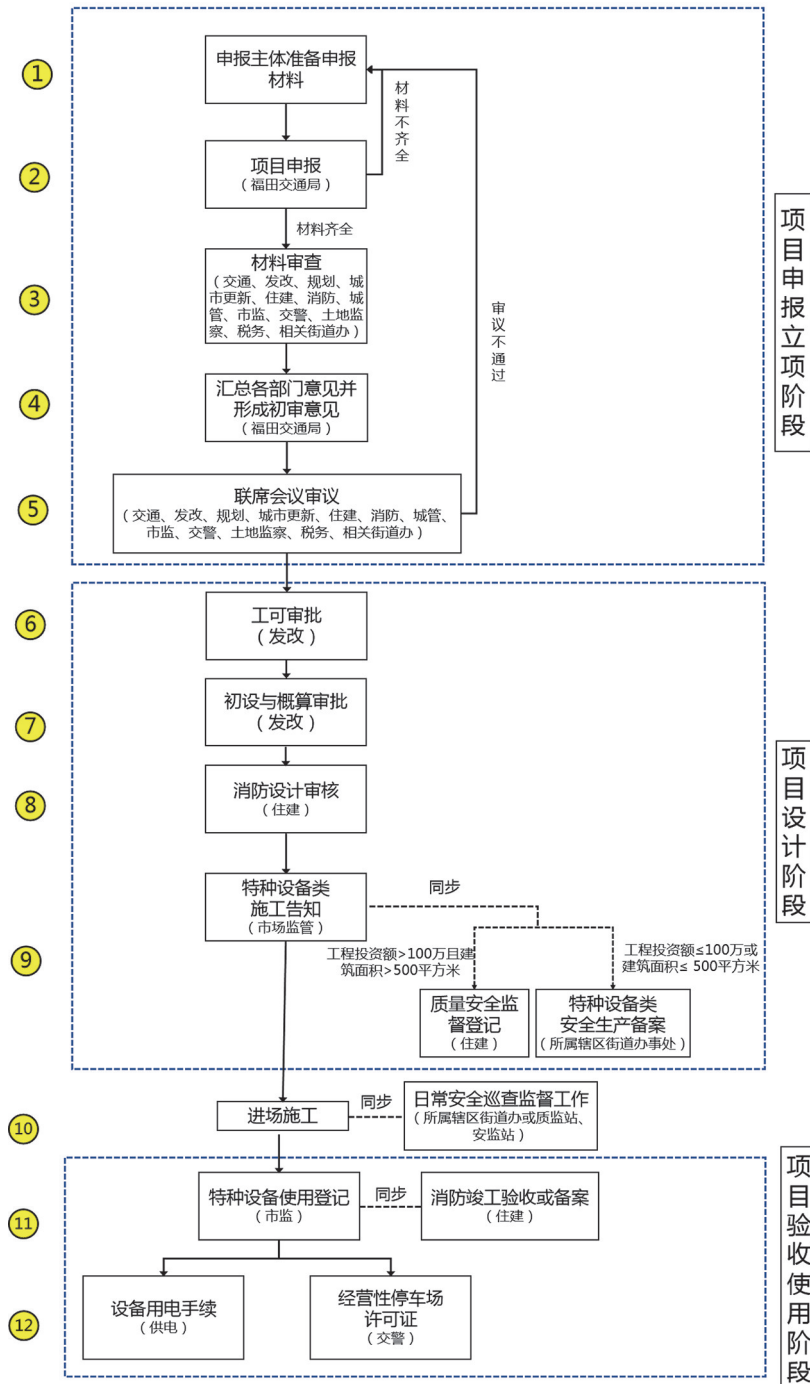 ①
申报主体准备申报
材料
材料不齐全
②
项目申报
（福田交通局）
材料齐全
③
材料审查
（交通、发改、规划、城
市更新、住建、消防、城
管、市监、交警、土地监
察、税务、相关街道办）
审议不通过
项目申报立项阶段
④
汇总各部门意见并
形成初审意见
（福田交通局）
⑤
联席会议审议
（交通、发改、规划、城市更新、住建、消防、城管、
市监、交警、土地监察、税务、相关街道办）
⑥
工可审批
（发改）
⑦
初设与概算审批
（发改）
⑧
消防设计审核
（住建）
项目设计阶段
特种设备类
施工告知
（市场监管）
同步
⑨
工程投资额>100万且建
筑面积>500平方米
工程投资额≤100万或
建筑面积≤ 500平方米
质量安全监
督登记
（住建）
特种设备类
安全生产备案
（所属辖区街道办事处）
⑩
进场施工
同步
日常安全巡查监督工作
（所属辖区街道办或质监站、
安监站）
⑪
特种设备使用登记
（市监）
同步
消防竣工验收或备案
（住建）
项目验收使用阶段
⑫
设备用电手续
（供电）
经营性停车场
许可证
（交警）